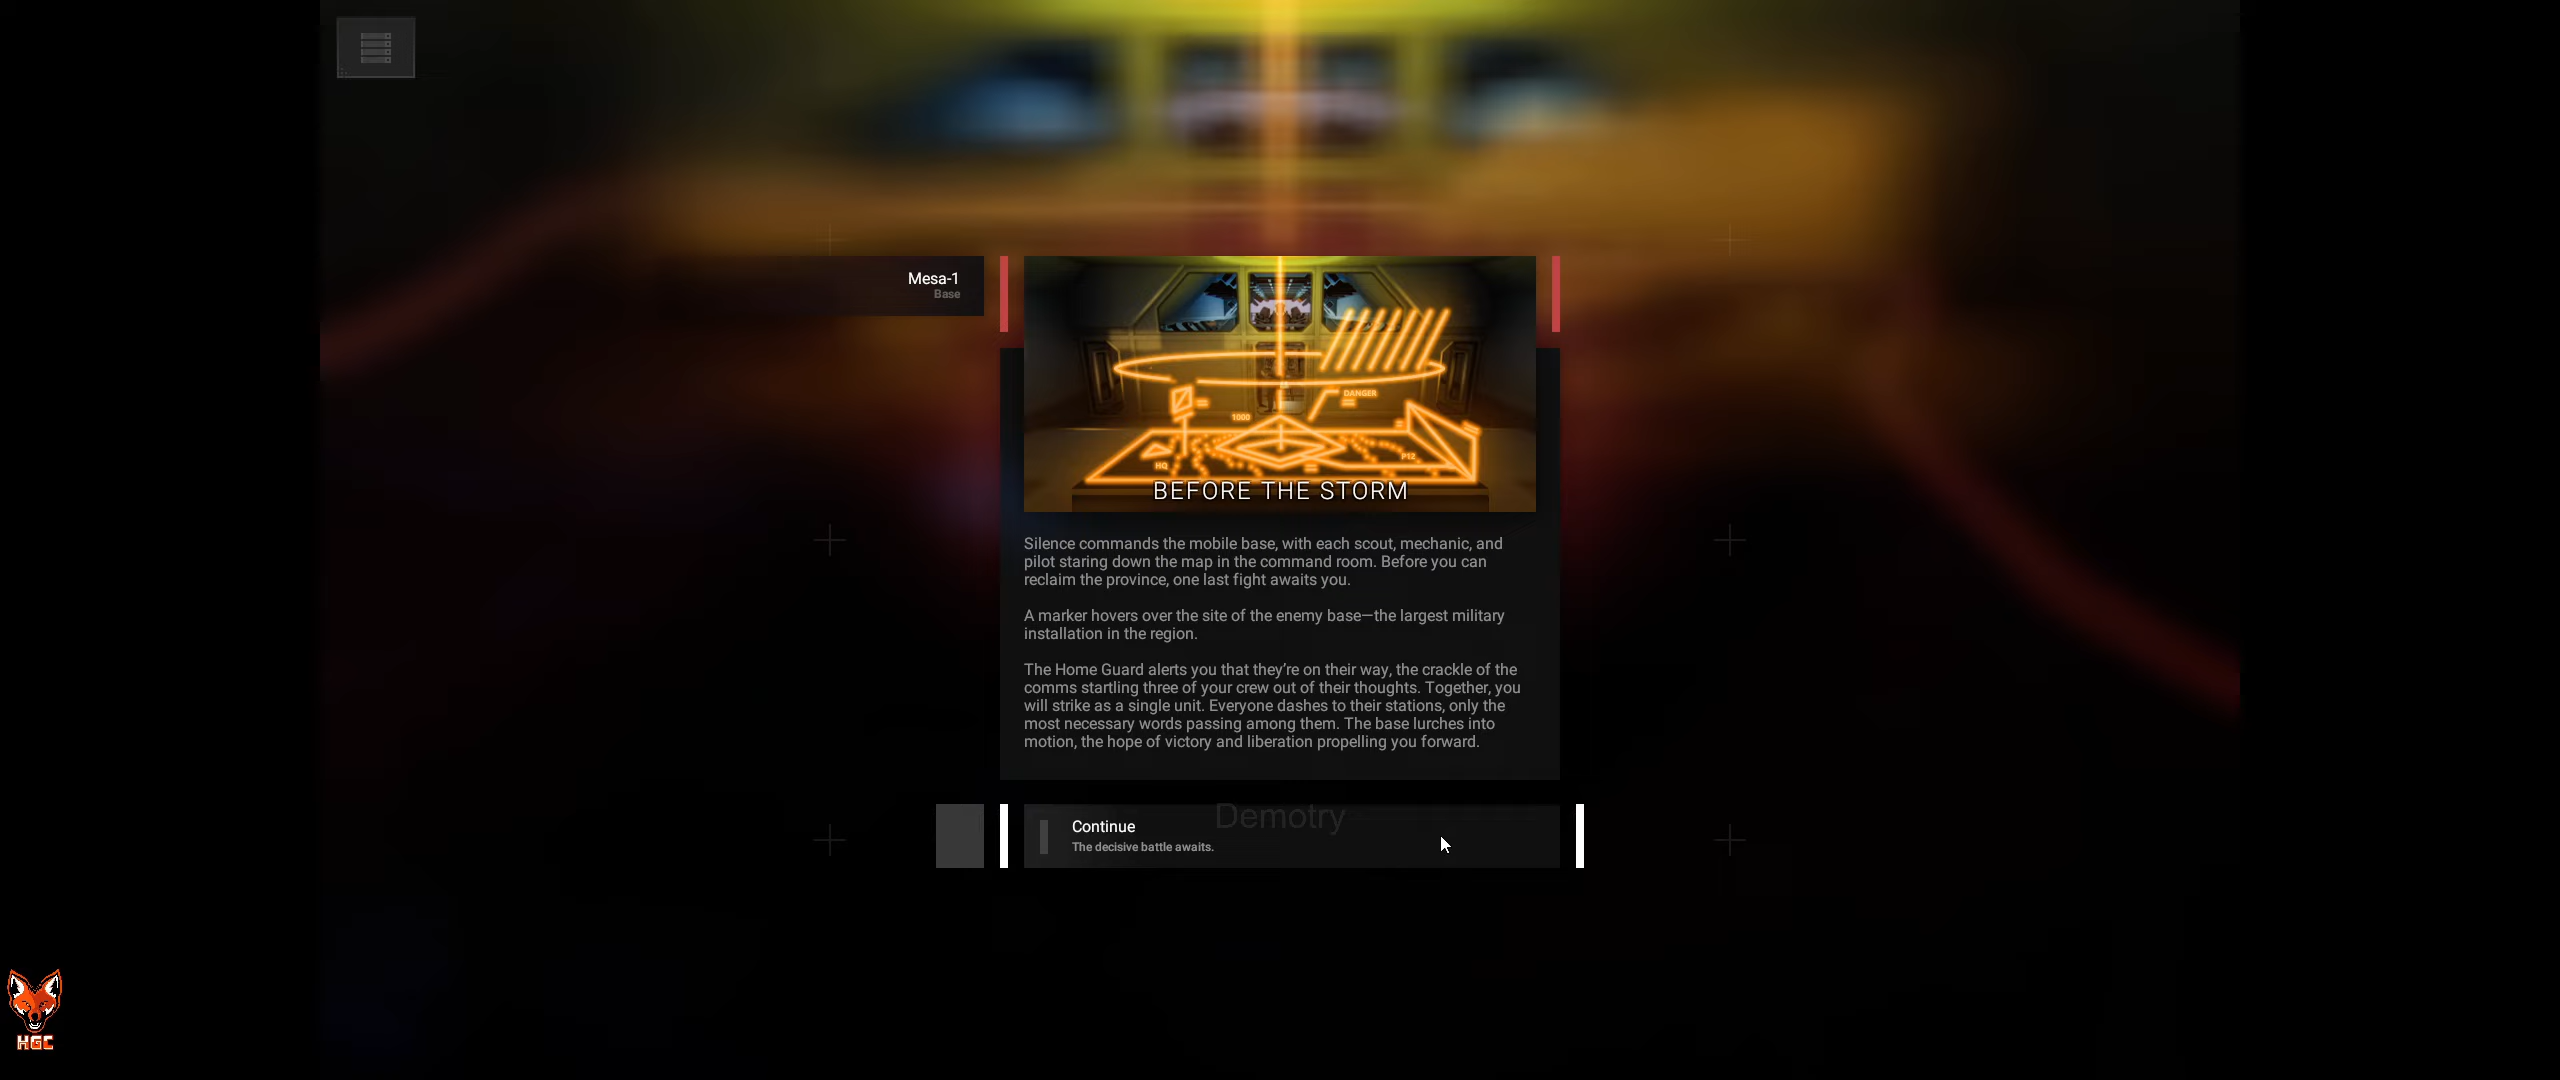 Mesa-1
Base
DANGER
1000
HQ
P12
BEFORE THE STORM
Silence commands the mobile base, with each scout, mechanic, and
pilot staring down the map in the command room. Before you can
reclaim the province, one last fight awaits you.
A marker hovers over the site of the enemy base—the largest military
installation in the region.
The Home Guard alerts you that they’re on their way, the crackle of the
comms startling three of your crew out of their thoughts. Together, you
will strike as a single unit. Everyone dashes to their stations, only the
most necessary words passing among them. The base lurches into
motion, the hope of victory and liberation propelling you forward.
Demotry
Continue
The decisive battle awaits.
HGC